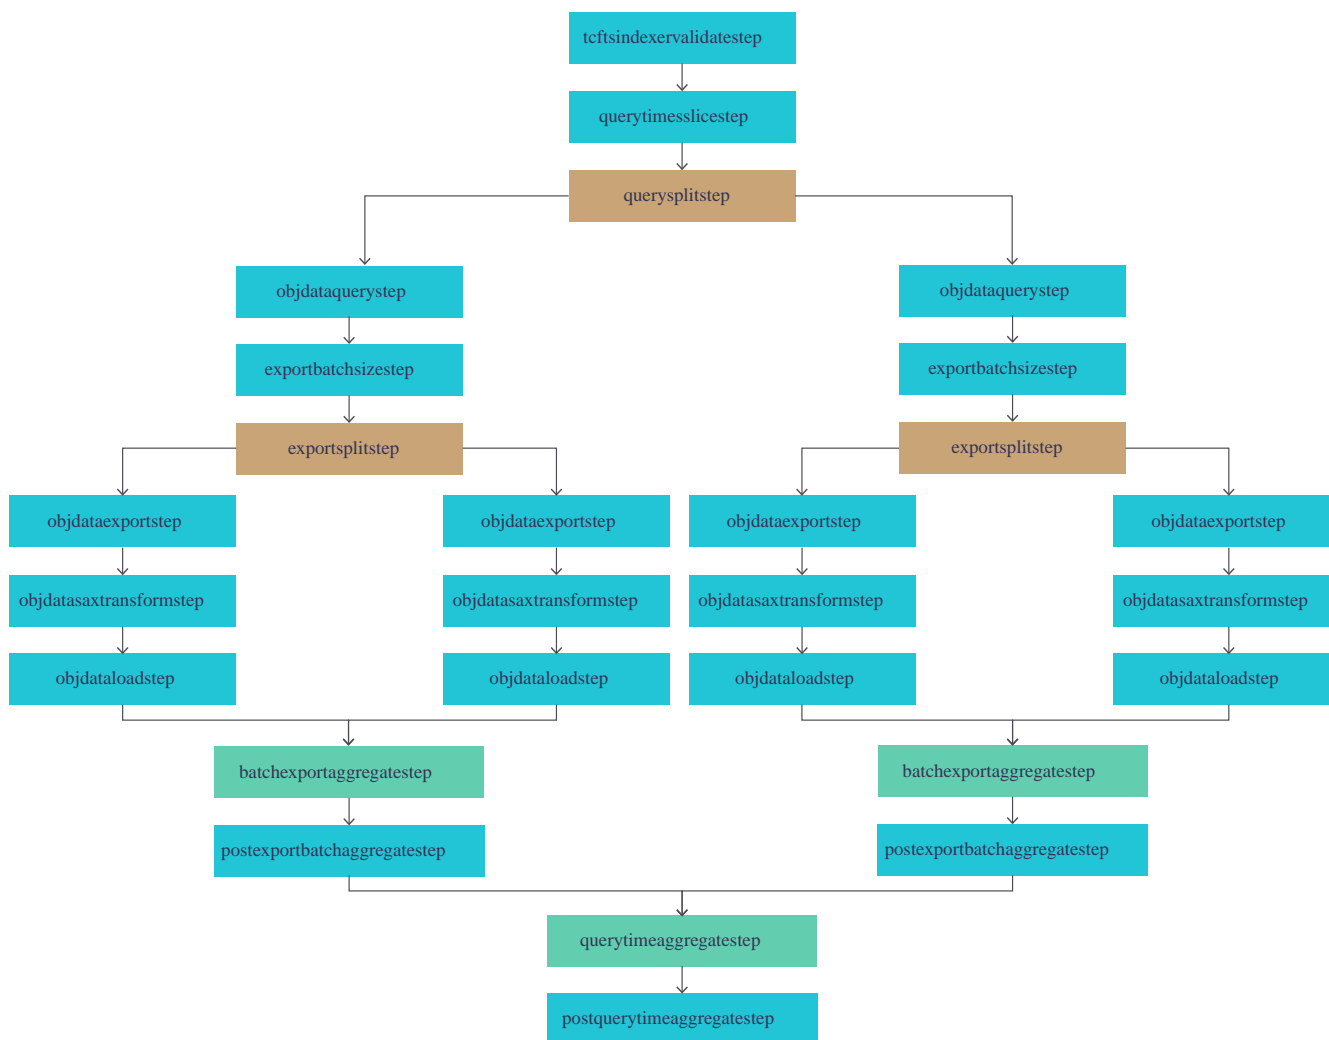 tcftsindexervalidatestep
querytimesslicestep
querysplitstep
objdataquerystep
objdataquerystep
exportbatchsizestep
exportbatchsizestep
exportsplitstep
exportsplitstep
objdataexportstep
objdataexportstep
objdataexportstep
objdataexportstep
objdatasaxtransformstep
objdatasaxtransformstep
objdatasaxtransformstep
objdatasaxtransformstep
objdataloadstep
objdataloadstep
objdataloadstep
objdataloadstep
batchexportaggregatestep
batchexportaggregatestep
postexportbatchaggregatestep
postexportbatchaggregatestep
querytimeaggregatestep
postquerytimeaggregatestep